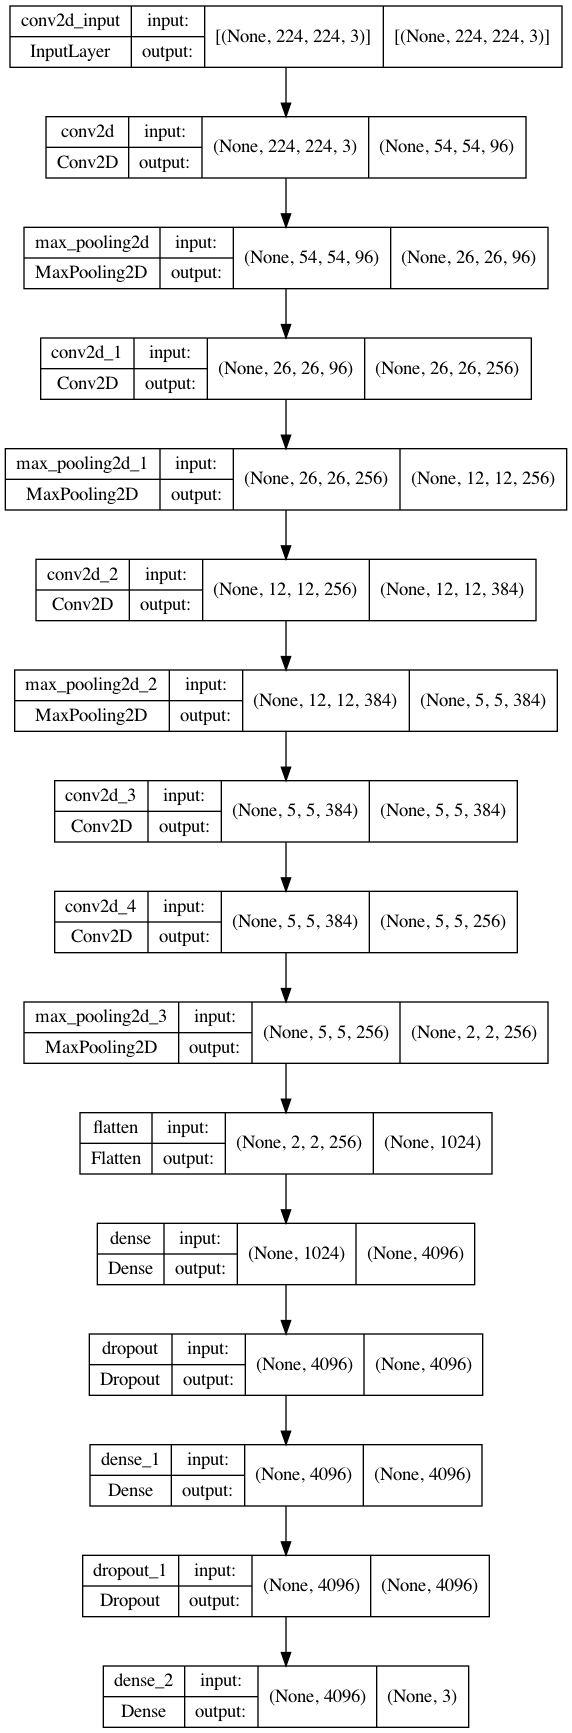 conv2d_input input: [(None, 224, 224, 3)] [(None, 224, 224, 3)]
InputLayer output:
conv2d input: (None, 224, 224, 3) (None, 54, 54, 96)
Conv2D output:
max_pooling2d input: (None, 54, 54, 96) (None, 26, 26, 96)
MaxPooling2D output:
conv2d_1 input: (None, 26, 26, 96) (None, 26, 26, 256)
Conv2D output:
max_pooling2d_1 input: (None, 26, 26, 256) (None, 12, 12, 256)
MaxPooling2D output:
conv2d_2 input: (None, 12, 12, 256) (None, 12, 12, 384)
Conv2D output:
max_pooling2d_2 input: (None, 12, 12, 384) (None, 5, 5, 384)
MaxPooling2D output:
conv2d_3 input: (None, 5, 5, 384) (None, 5, 5, 384)
Conv2D output:
conv2d_4 input: (None, 5, 5, 384) (None, 5, 5, 256)
Conv2D output:
max_pooling2d_3 input: (None, 5, 5, 256) (None, 2, 2, 256)
MaxPooling2D output:
flatten input: (None, 2, 2, 256) (None, 1024)
Flatten output:
dense input: (None, 1024) (None, 4096)
Dense output:
dropout input: (None, 4096) (None, 4096)
Dropout output:
dense_1 input: (None, 4096) (None, 4096)
Dense output:
dropout_1 input: (None, 4096) (None, 4096)
Dropout output:
dense_2 input: (None, 4096) (None, 3)
Dense output: